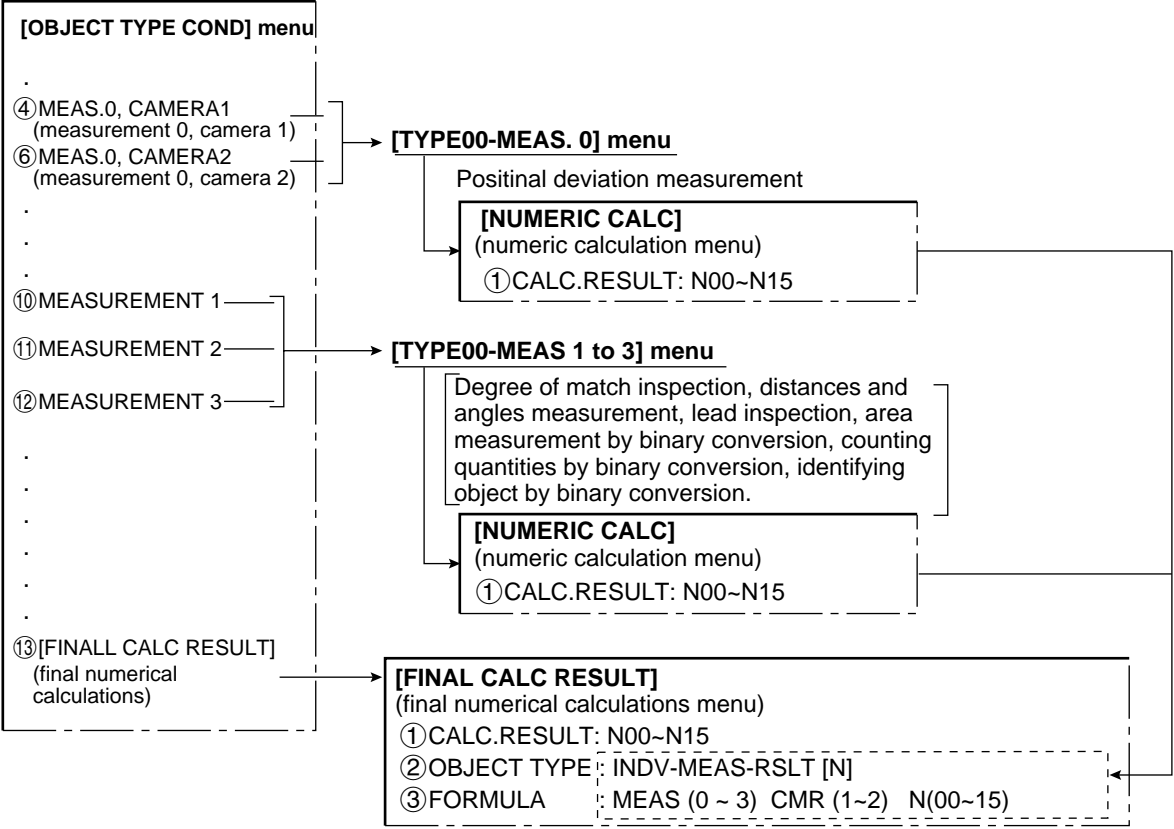 [OBJECT TYPE COND] menu
.
④MEAS.0, CAMERA1
(measurement 0, camera 1)
⑥MEAS.0, CAMERA2
(measurement 0, camera 2)
.
.
.
⑩MEASUREMENT 1
⑪MEASUREMENT 2
⑫MEASUREMENT 3
.
.
.
.
.
.
⑬[FINALL CALC RESULT]
(final numerical
calculations)
[TYPE00-MEAS. 0] menu
Positinal deviation measurement
[NUMERIC CALC]
(numeric calculation menu)
①CALC.RESULT: N00~N15
[TYPE00-MEAS 1 to 3] menu
Degree of match inspection, distances and
angles measurement, lead inspection, area
measurement by binary conversion, counting
quantities by binary conversion, identifying
object by binary conversion.
[NUMERIC CALC]
(numeric calculation menu)
①CALC.RESULT: N00~N15
[FINAL CALC RESULT]
(final numerical calculations menu)
①CALC.RESULT: N00~N15
②OBJECT TYPE : INDV-MEAS-RSLT [N]
③FORMULA : MEAS (0 ~ 3) CMR (1~2) N(00~15)